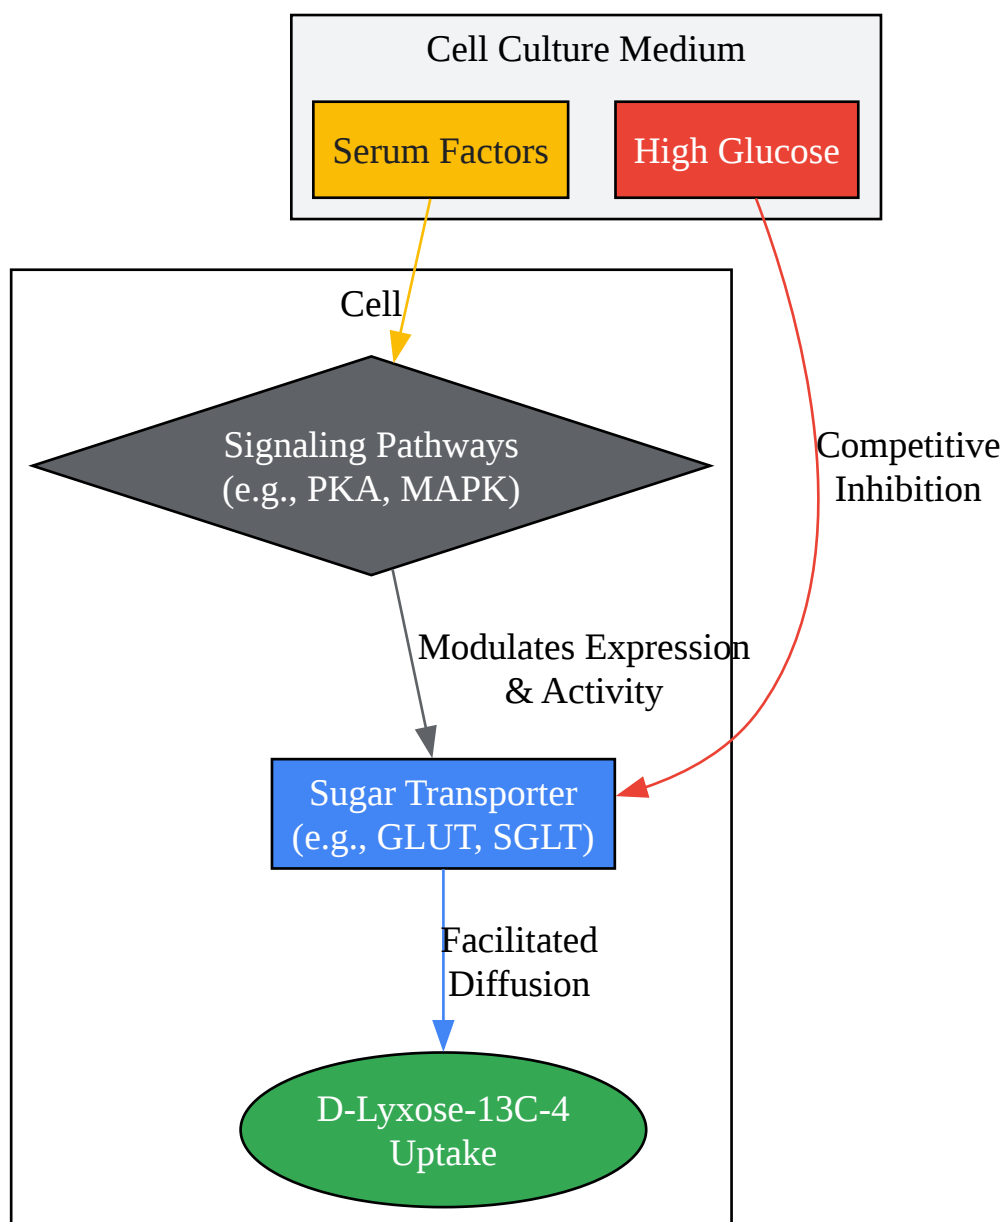 Cell Culture Medium
Serum Factors
High Glucose
Cell
Signaling Pathways
(e.g., PKA, MAPK)
Competitive
Inhibition
Modulates Expression
& Activity
Sugar Transporter
(e.g., GLUT, SGLT)
Facilitated
Diffusion
D-Lyxose-13C-4
Uptake